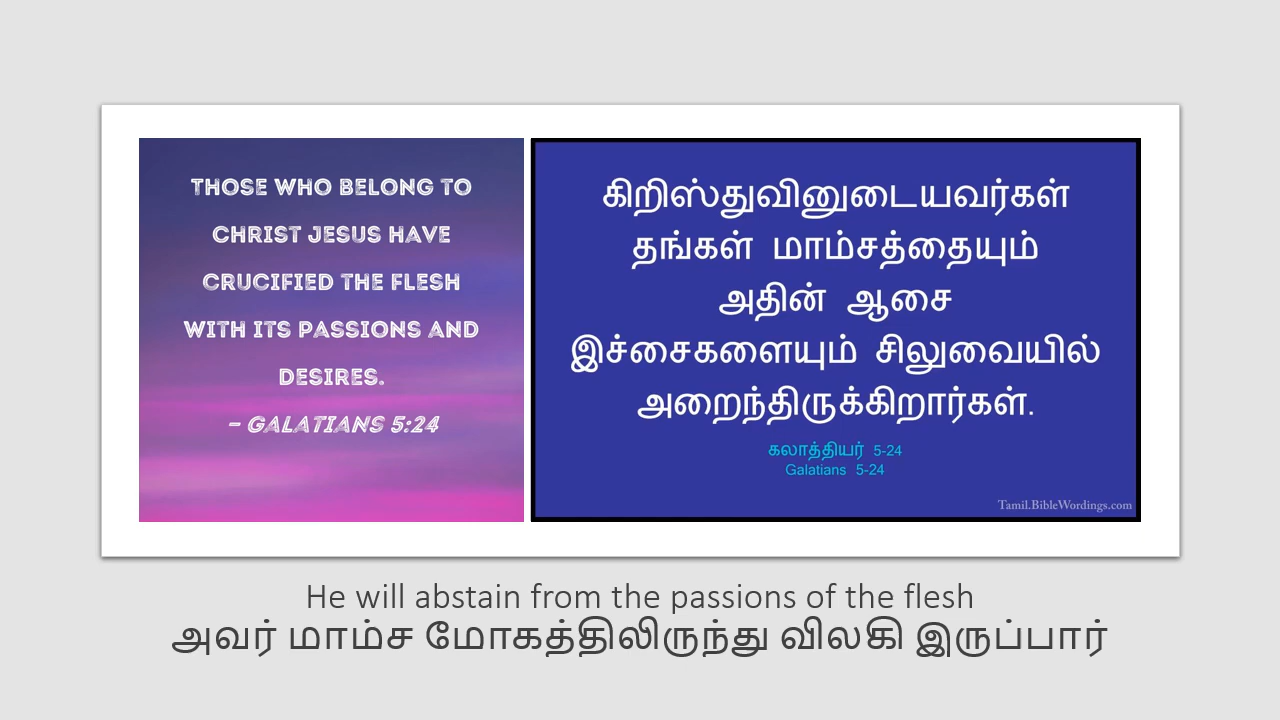 THOSE WHO BELONG TO
CHRIST JESUS HAVE
CRUCIFIED THE FLESH
WITH ITS PASSIONS AND
DESIRES.
– GALATIANS 5:24
கிறிஸ்துவினுடையவர்கள்
தங்கள் மாம்சத்தையும்
அதின் ஆசை
இச்சைகளையும் சிலுவையில்
அறைந்திருக்கிறார்கள்.
கலாத்தியர் 5-24
Galatians 5-24
Tamil.BibleWordings.com
He will abstain from the passions of the flesh
அவர் மாம்ச மோகத்திலிருந்து விலகி இருப்பார்